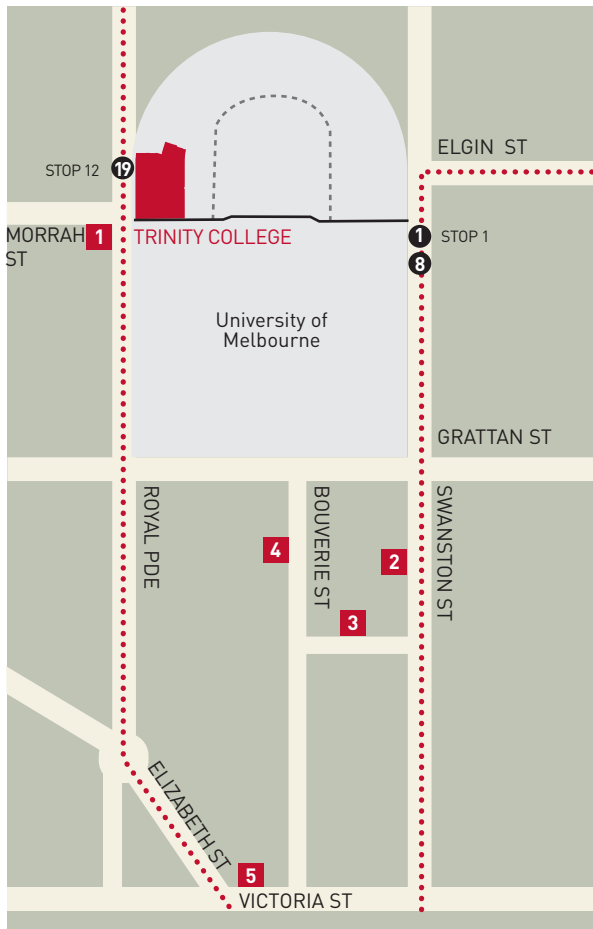 ELGIN ST
STOP 12
19
MORRAH
ST
1
TRINITY COLLEGE
1
STOP 1
8
University of
Melbourne
GRATTAN ST
ROYAL PDE
BOUVERIE ST
SWANSTON ST
4
2
3
ELIZABETH ST
5
VICTORIA ST